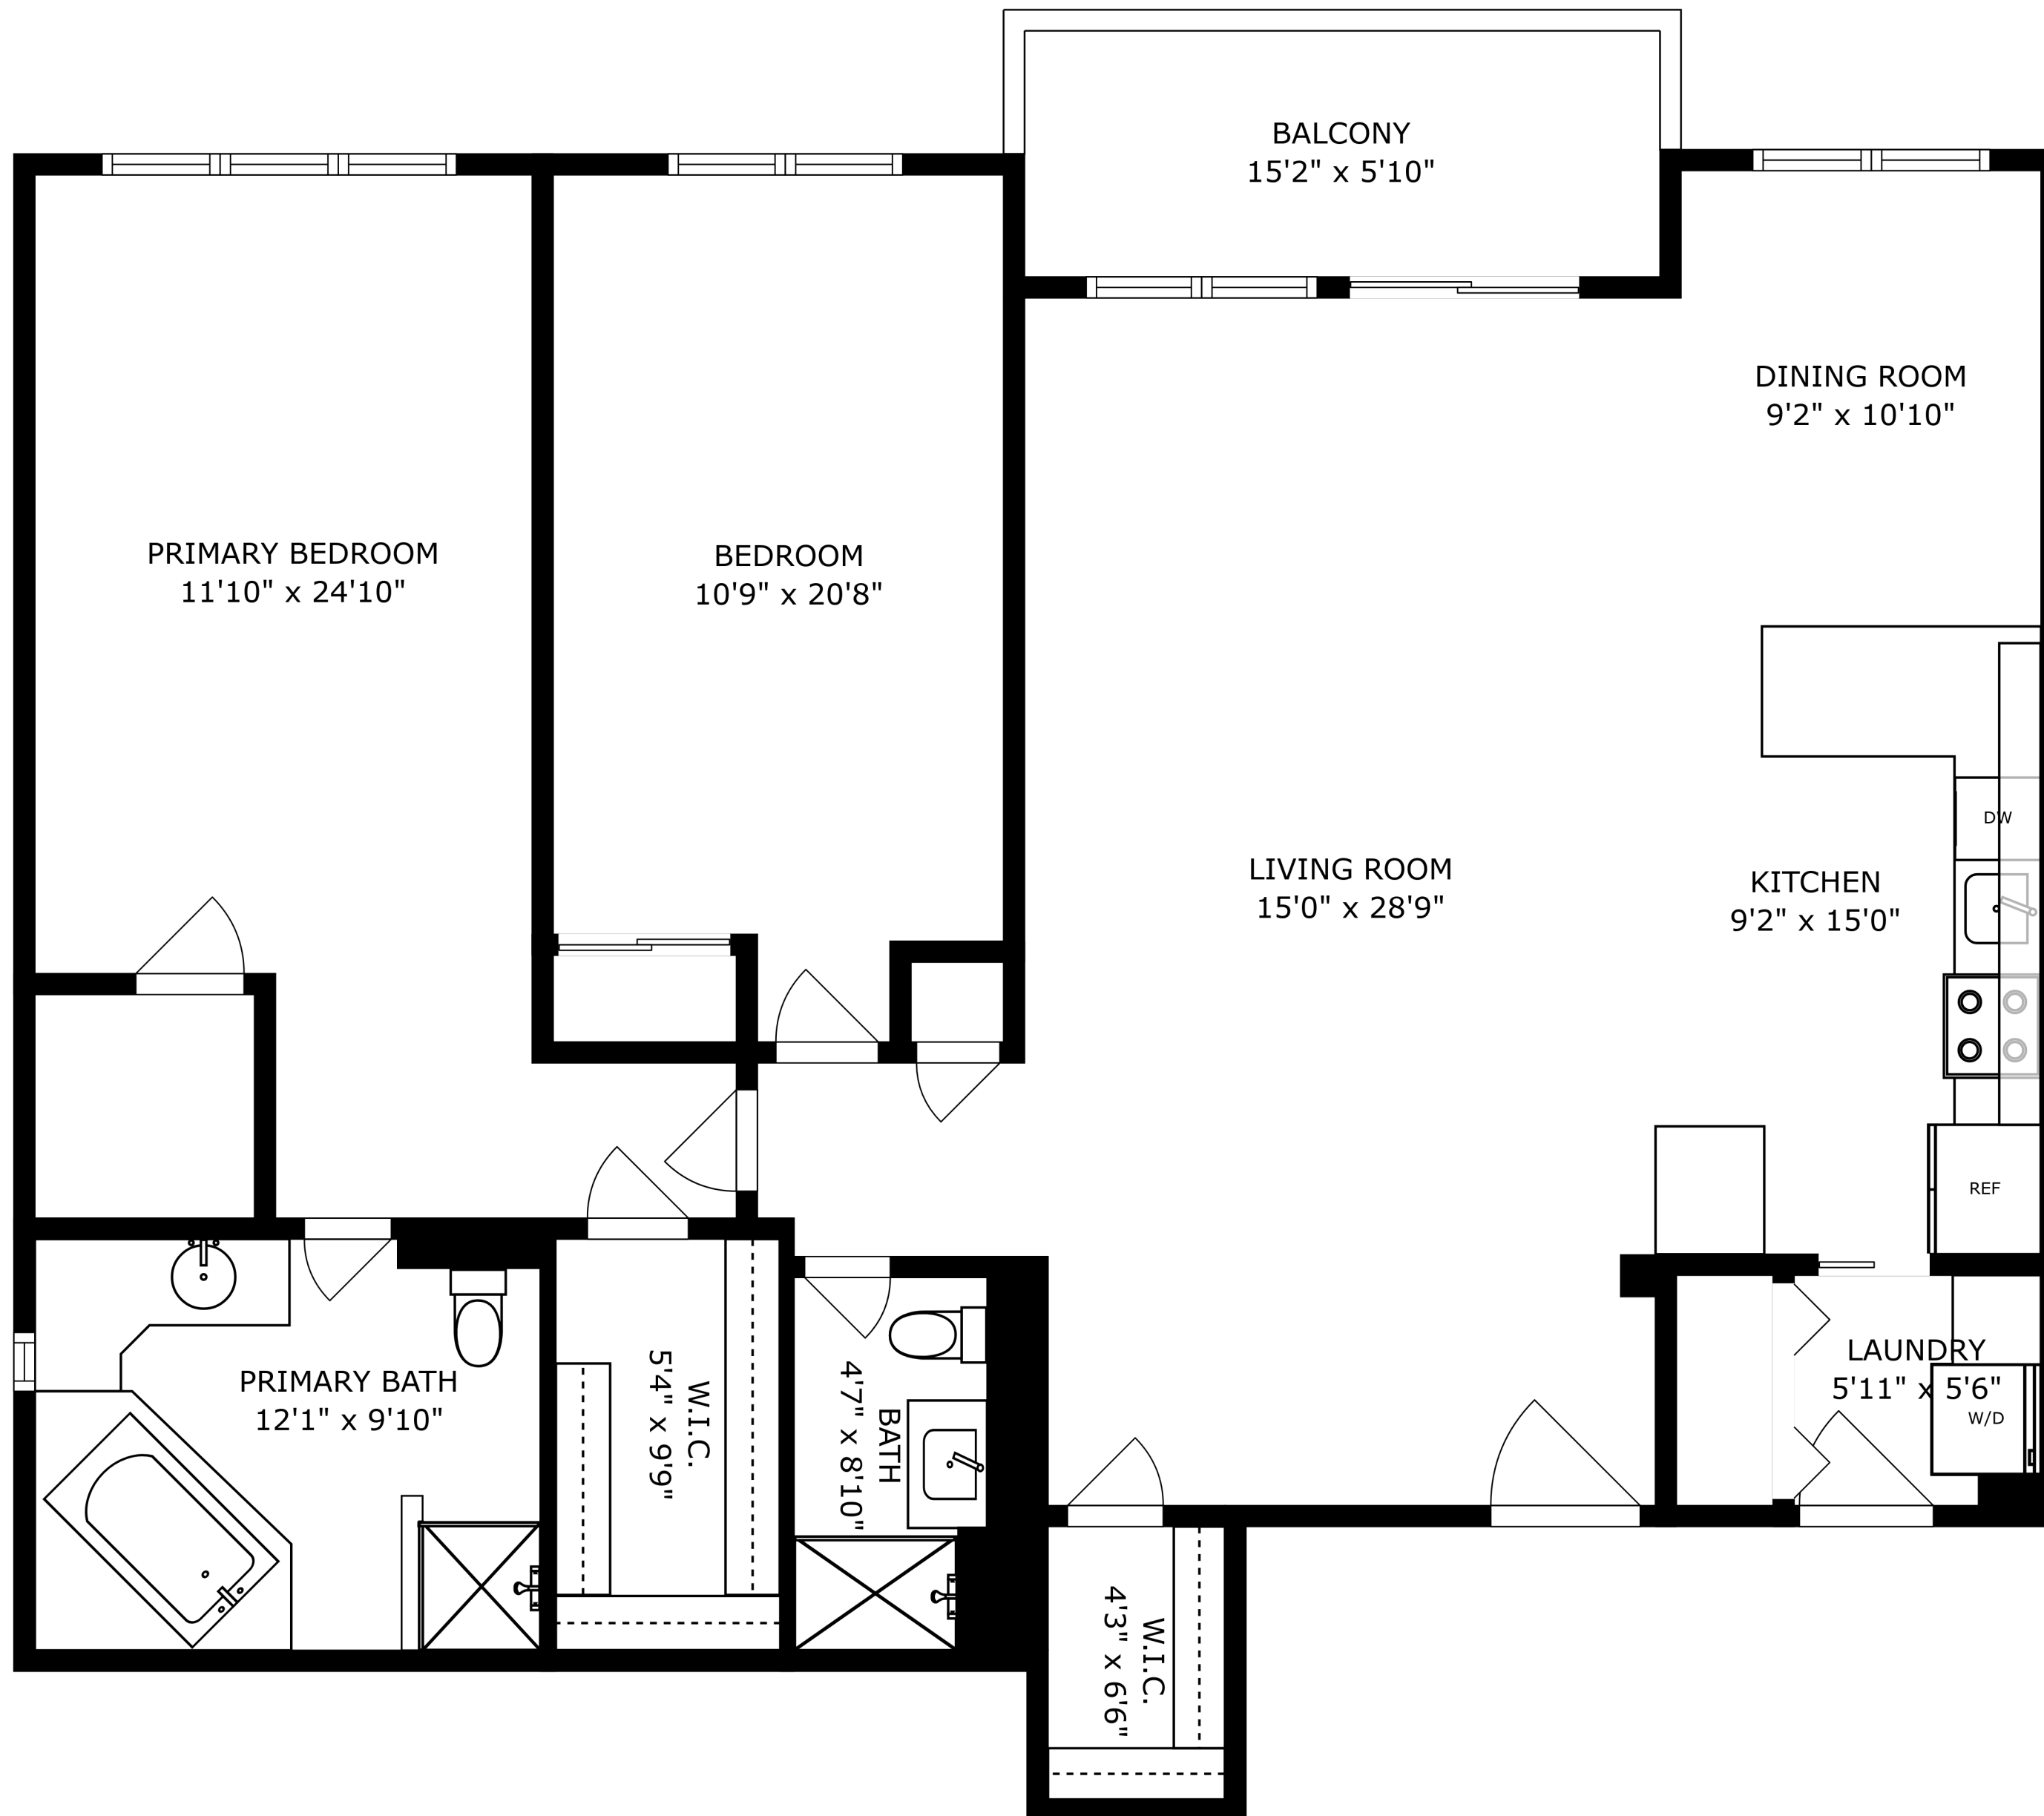 BALCONY
15'2" x 5'10"
DINING ROOM
9'2" x 10'10"
PRIMARY BEDROOM
11'10" x 24'10"
BEDROOM
10'9" x 20'8"
DW
LIVING ROOM
15'0" x 28'9"
KITCHEN
9'2" x 15'0"
REF
PRIMARY BATH
12'1" x 9'10"
W.I.C.
5'4" x 9'9"
BATH
4'7" x 8'10"
LAUNDRY
5'11" x 5'6"
W/D
W.I.C.
4'3" x 6'6"